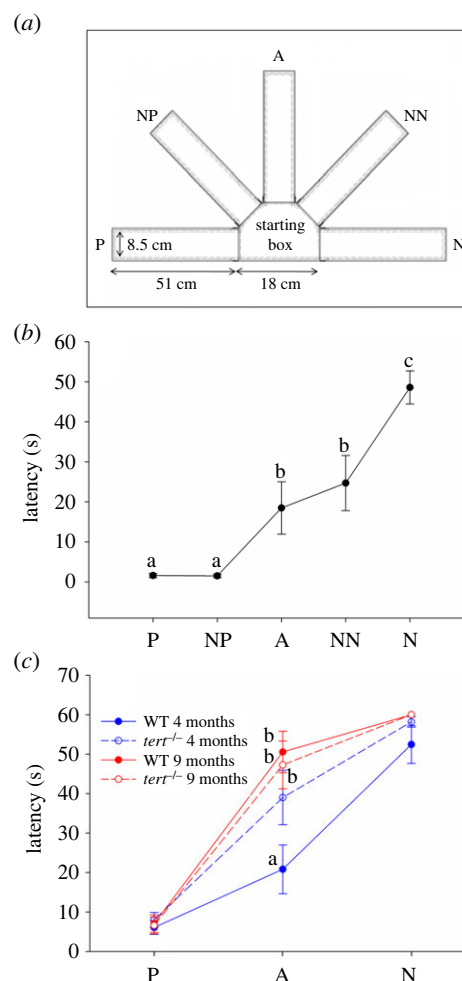 (a)
A
NP
NN
starting
box
P
8.5 cm
N
51 cm
18 cm
(b)
60
50
40
30
20
10
0
latency (s)
a
a
b
b
c
P
NP
A
NN
N
(c)
70
60
50
40
30
20
10
0
latency (s)
WT 4 months
tert–/– 4 months
WT 9 months
tert–/– 9 months
b
b
b
a
P
A
N